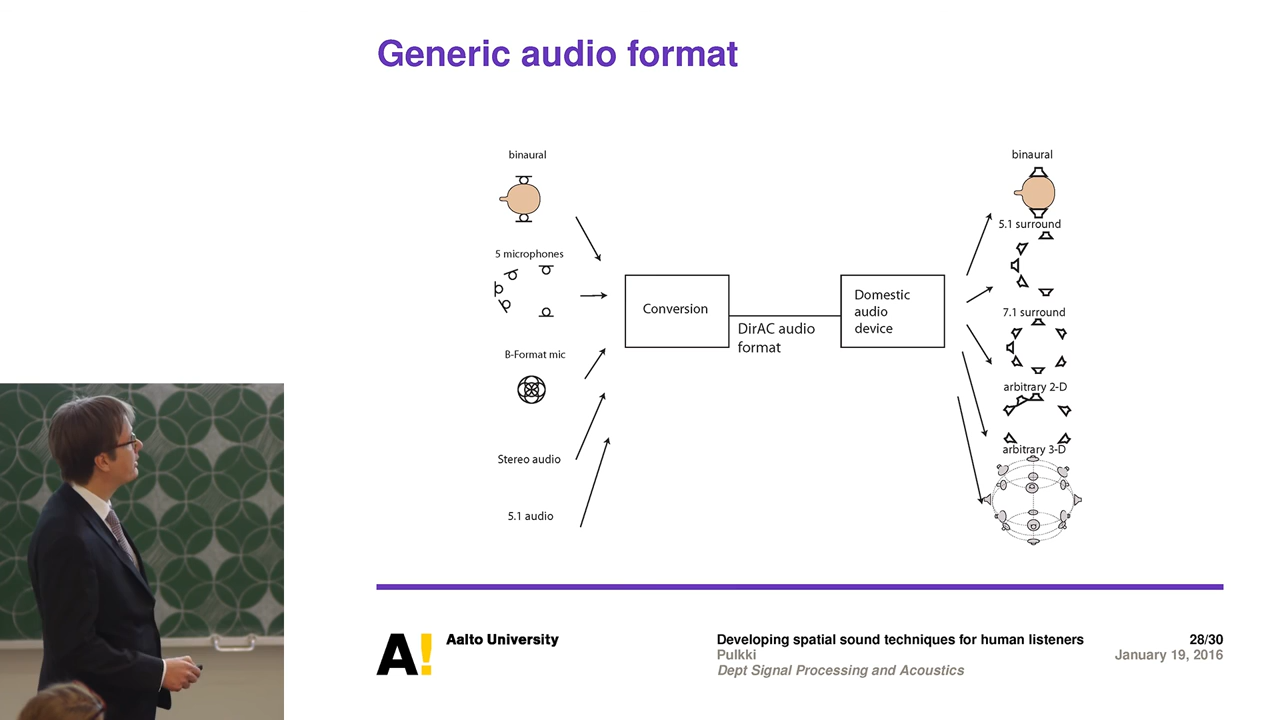 Generic audio format
binaural
5 microphones
B-Format mic
Stereo audio
5.1 audio
Conversion
DirAC audio
format
Domestic
audio
device
binaural
5.1 surround
7.1 surround
arbitrary 2-D
arbitrary 3-D
A!
Aalto University
Developing spatial sound techniques for human listeners
Pulkki
Dept Signal Processing and Acoustics
28/30
January 19, 2016